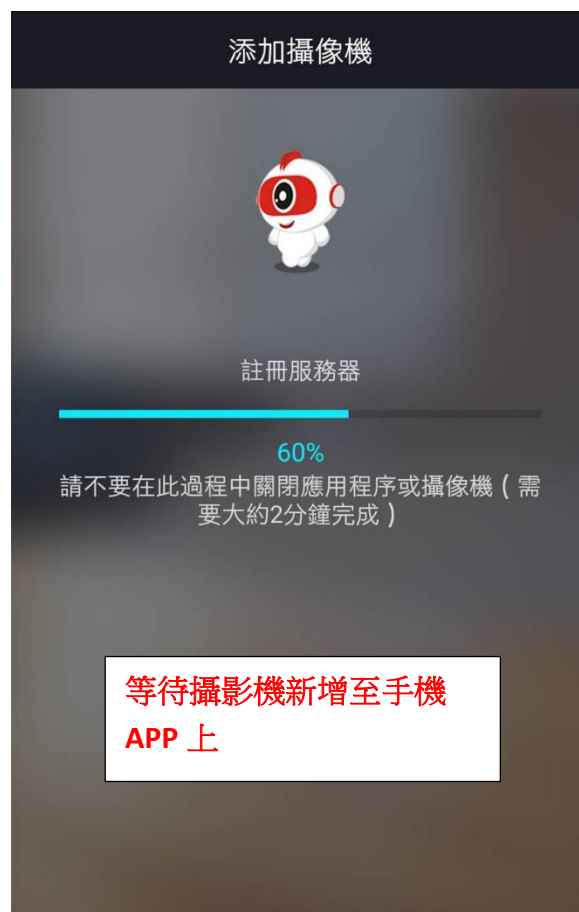 添加攝像機
註冊服務器
60%
請不要在此過程中關閉應用程序或攝像機（需
要大約2分鐘完成）
等待攝影機新增至手機
APP 上